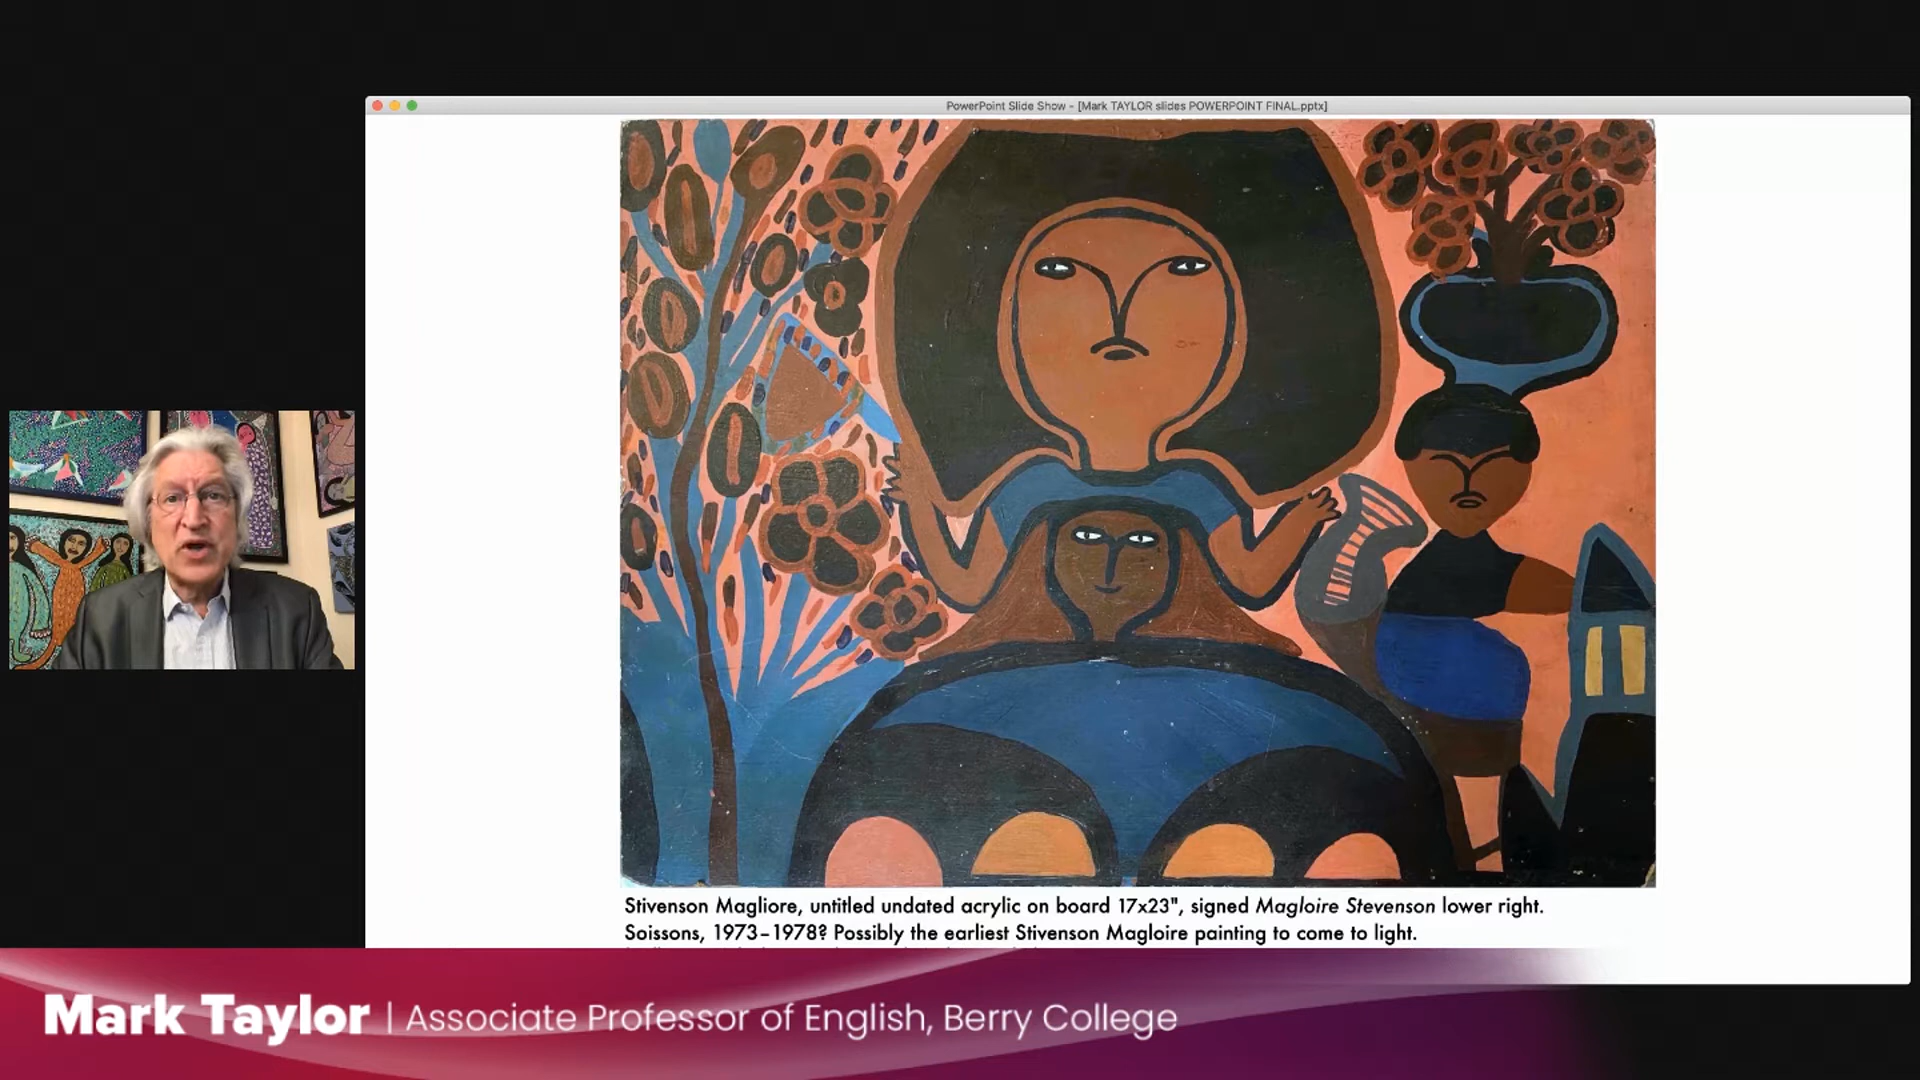 PowerPoint Slide Show - [Mark TAYLOR slides POWERPOINT FINAL.pptx]
Stivenson Magliore, untitled undated acrylic on board 17x23", signed Magloire Stevenson lower right.
Soissons, 1973–1978? Possibly the earliest Stivenson Magloire painting to come to light.
Mark Taylor | Associate Professor of English, Berry College